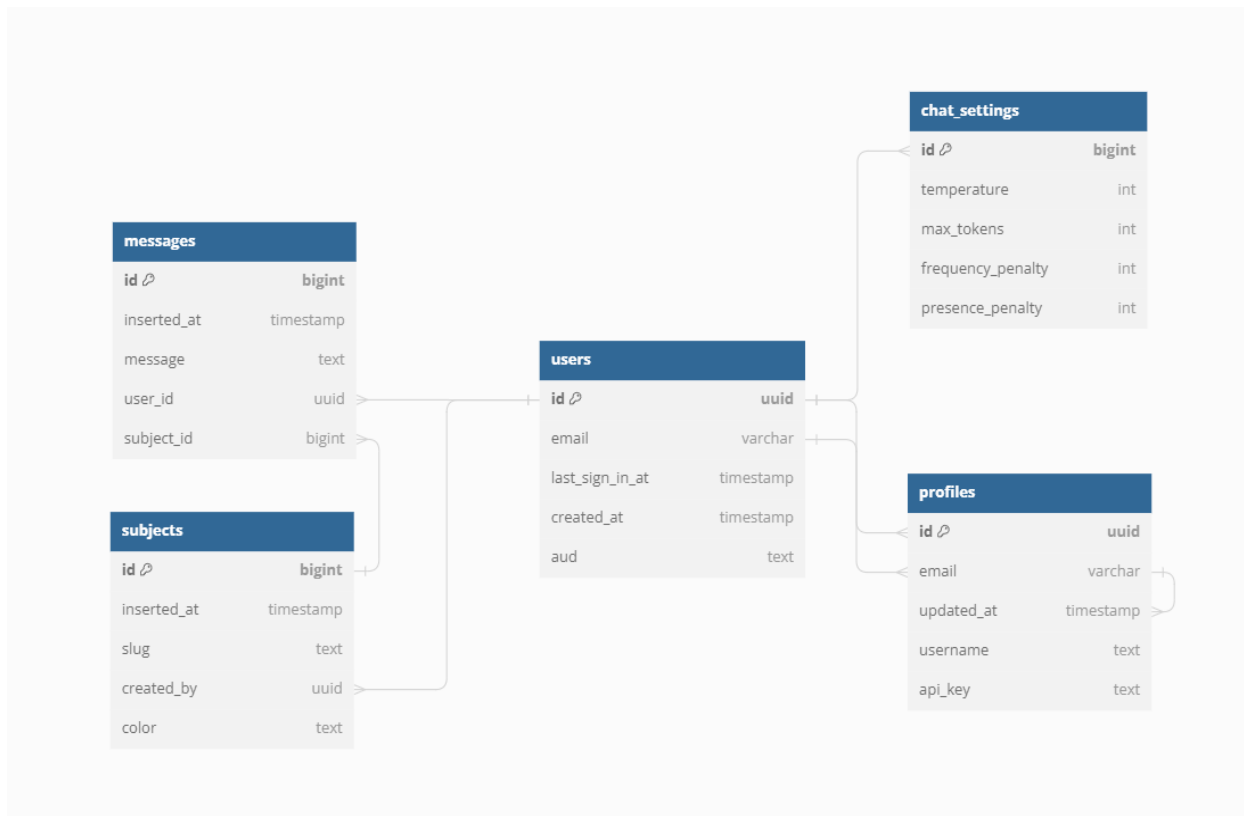 chat_settings
id bigint
temperature int
max_tokens int
frequency_penalty int
presence_penalty int
messages
id bigint
inserted_at timestamp
message text
user_id uuid
subject_id bigint
users
id uuid
email varchar
last_sign_in_at timestamp
created_at timestamp
aud text
profiles
id uuid
email varchar
updated_at timestamp
username text
api_key text
subjects
id bigint
inserted_at timestamp
slug text
created_by uuid
color text